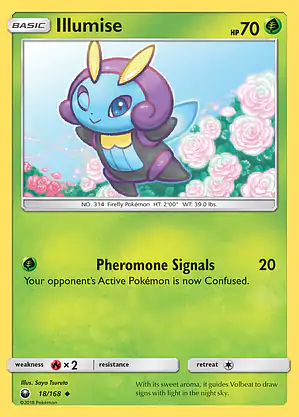 BASIC Illumise HP 70
NO. 314 Firefly Pokémon HT: 2'00" WT: 39.0 lbs.
Pheromone Signals 20
Your opponent's Active Pokémon is now Confused.
weakness ×2 resistance retreat
Illus. Saya Tsuruta
18/168 ◆
©2018 Pokémon
With its sweet aroma, it guides Volbeat to draw
signs with light in the night sky.